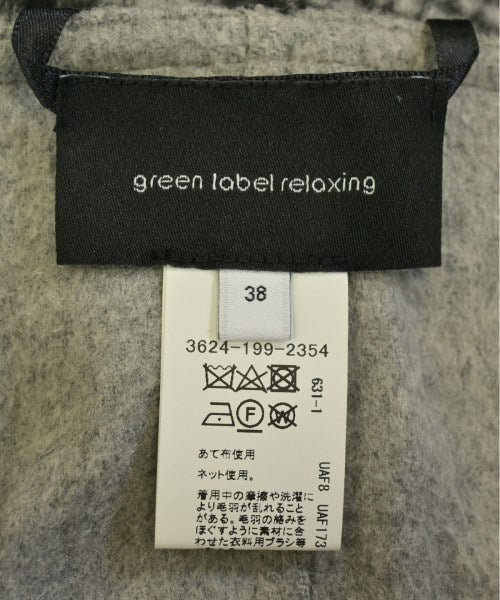 green label relaxing
38
3624-199-2354
631-1
F
W
あて布使用
ネット使用。
UAF8 UAF173
着用中の摩擦や洗濯に
より毛羽が乱れること
がある。毛羽の絡みを
ほぐすように素材に合
わせた衣料用ブラシ等